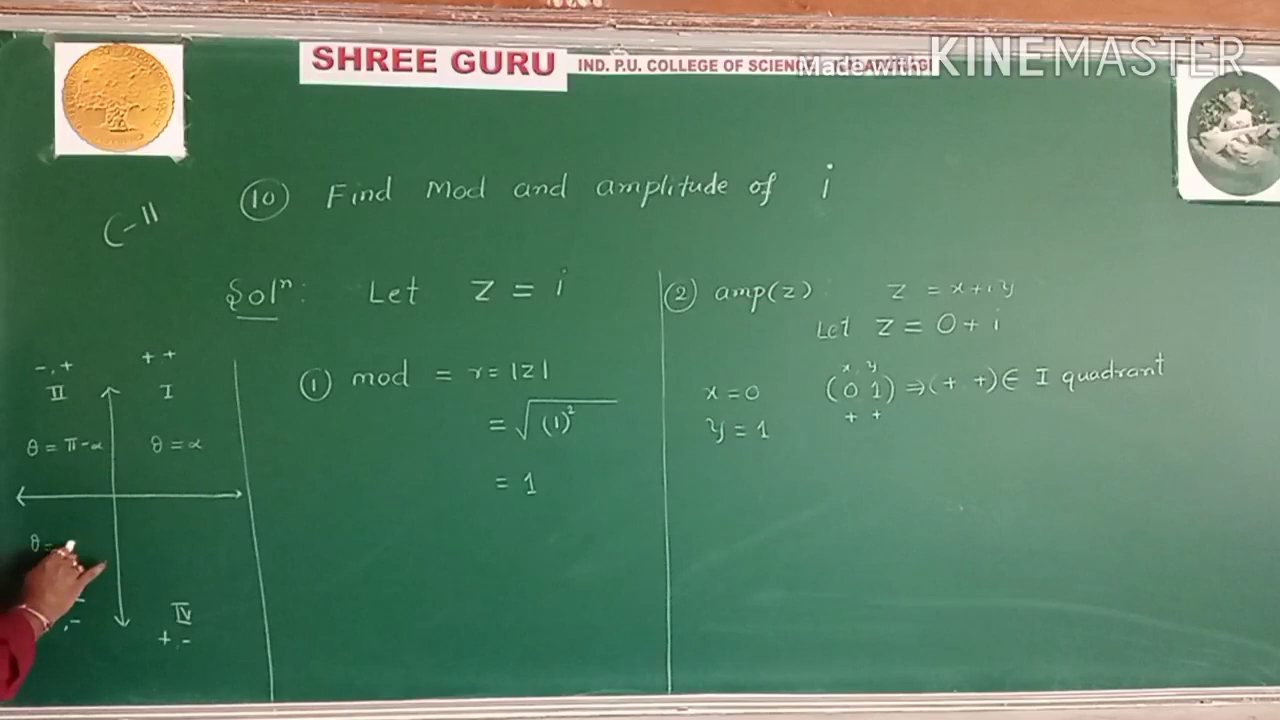 SHREE GURU IND. P.U. COLLEGE OF SCIENCE
Made with KINEMASTER
C-11
(10) Find Mod and amplitude of i
Solⁿ: Let Z = i
(1) mod = r = |z|
= √(1)²
= 1
-,+
II
θ = π-α
+ +
I
θ = α
θ =
,-
IV
+,-
(2) amp(z) : Z = x+iy
Let Z = 0 + i
x = 0
y = 1
x, y
(0 1) ⇒ (+ +) ∈ I quadrant
+ +